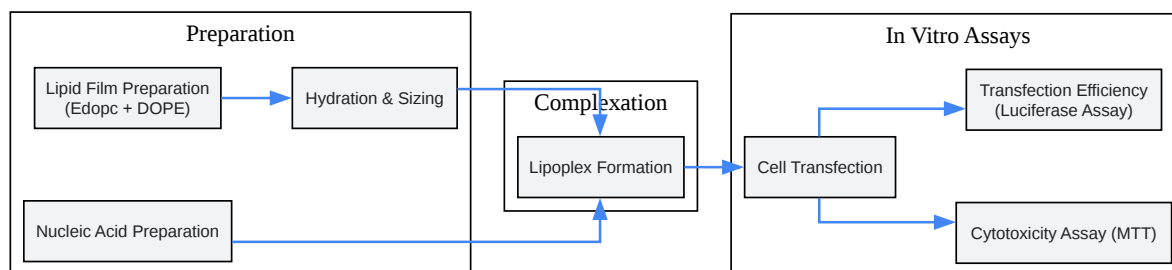 Preparation
Lipid Film Preparation
(Edopc + DOPE)
Hydration & Sizing
Nucleic Acid Preparation
Complexation
Lipoplex Formation
In Vitro Assays
Cell Transfection
Transfection Efficiency
(Luciferase Assay)
Cytotoxicity Assay (MTT)